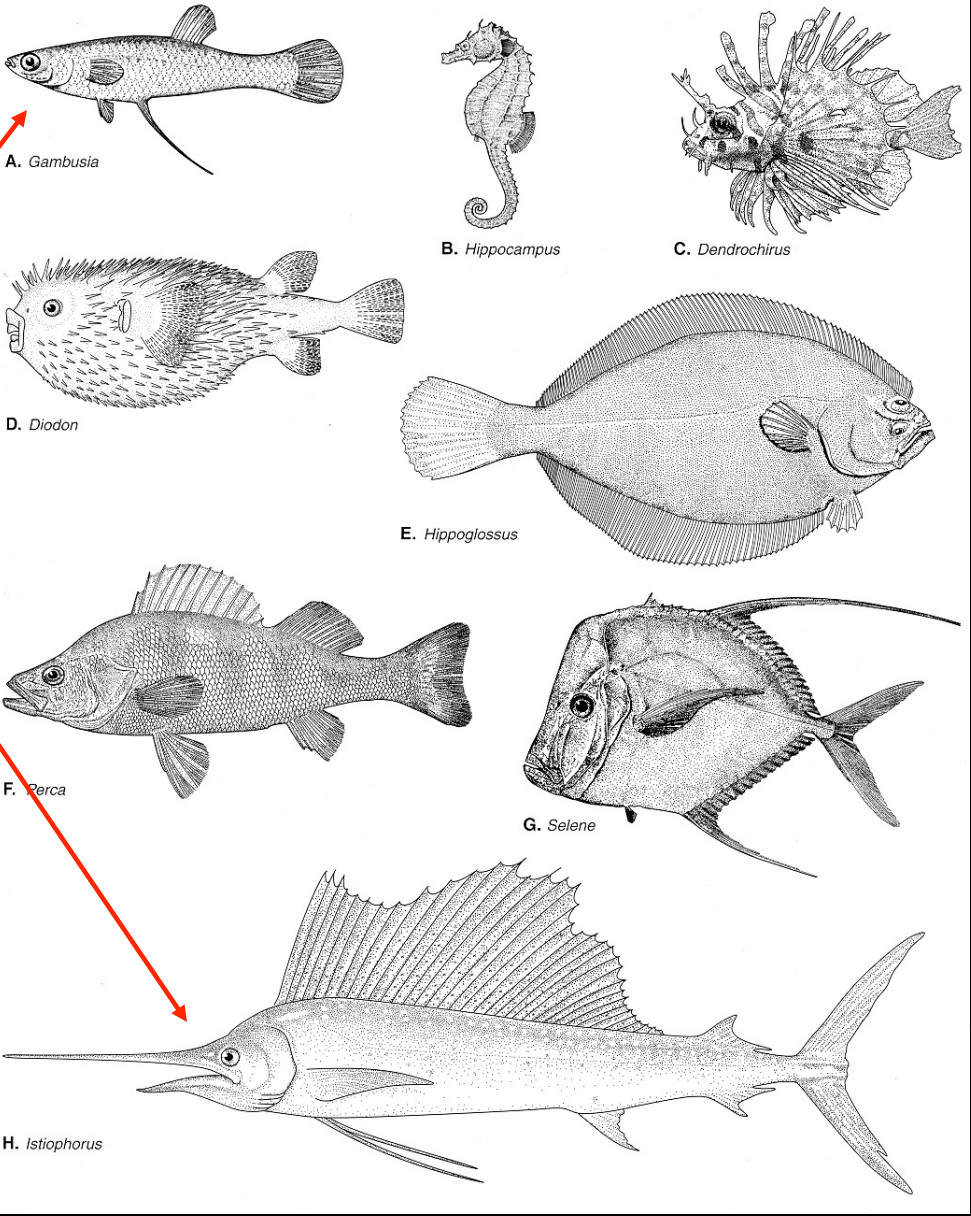 A. Gambusia
B. Hippocampus
C. Dendrochirus
D. Diodon
E. Hippoglossus
F. Perca
G. Selene
H. Istiophorus